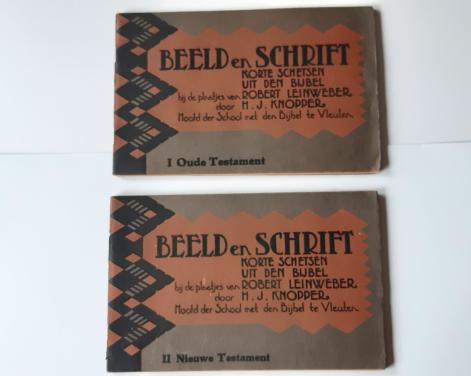 BEELD en SCHRIFT
KORTE SCHETSEN
UIT DEN BIJBEL
bij de plaatjes van ROBERT LEINWEBER
door H. J. KNOPPER
Hoofd der School met den Bijbel te Vleuten
I Oude Testament
BEELD en SCHRIFT
KORTE SCHETSEN
UIT DEN BIJBEL
bij de plaatjes van ROBERT LEINWEBER
door H. J. KNOPPER
Hoofd der School met den Bijbel te Vleuten
II Nieuwe Testament